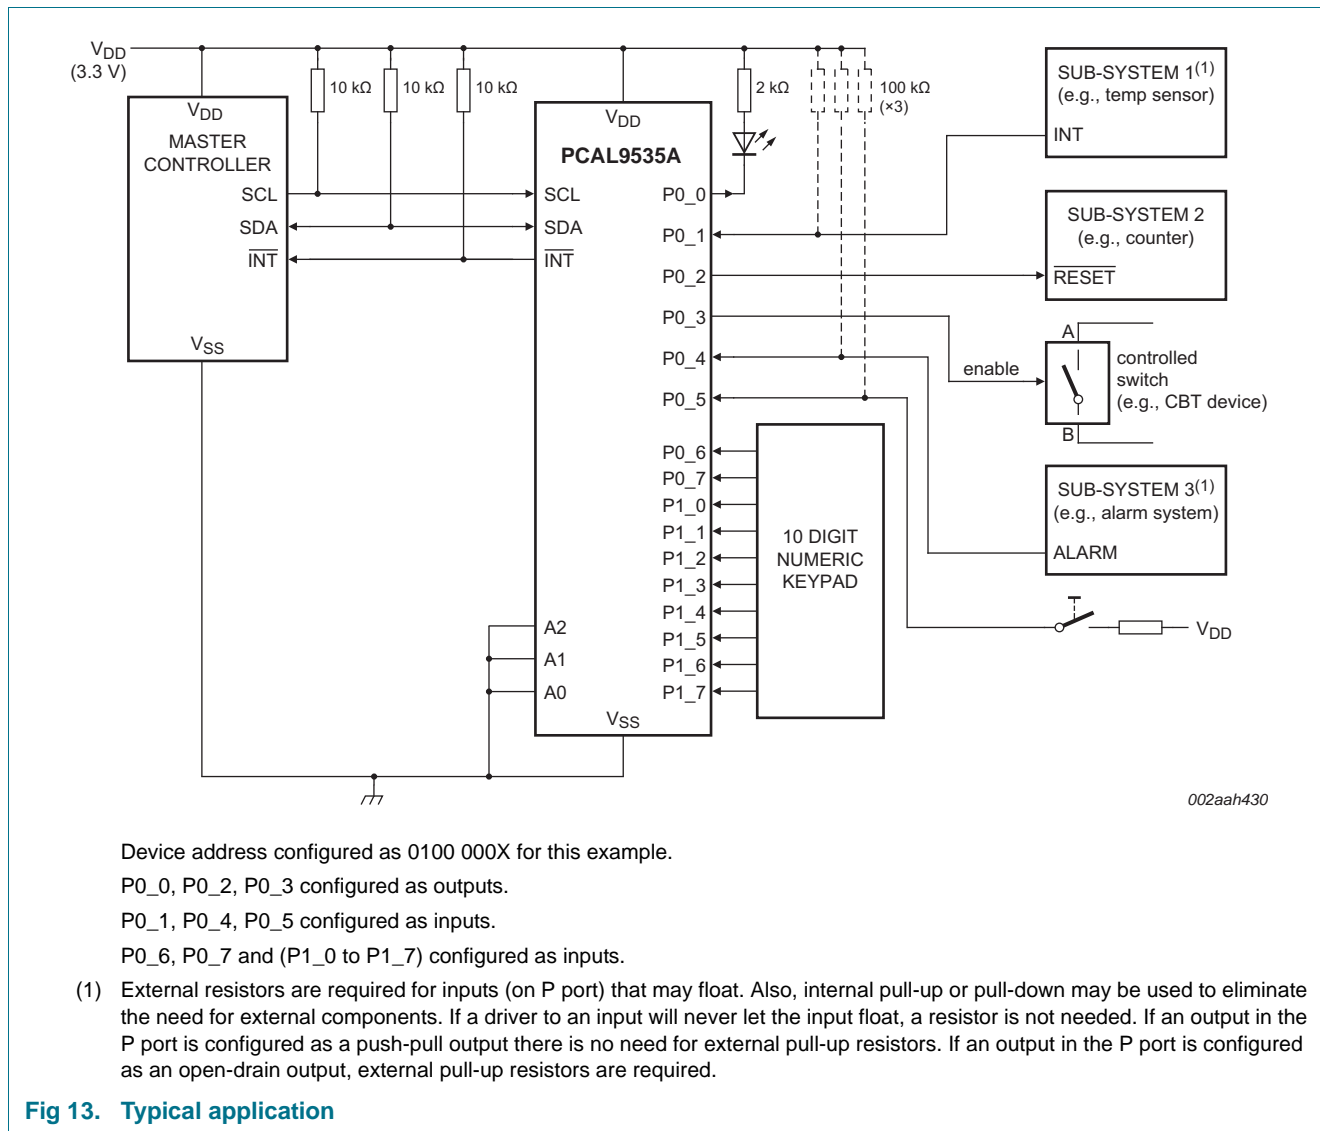 VDD
(3.3 V)
10 kΩ
10 kΩ
10 kΩ
2 kΩ
100 kΩ
(×3)
VDD
MASTER
CONTROLLER
SCL
SDA
INT
VSS
VDD
PCAL9535A
SCL
SDA
INT
A2
A1
A0
VSS
P0_0
P0_1
P0_2
P0_3
P0_4
P0_5
P0_6
P0_7
P1_0
P1_1
P1_2
P1_3
P1_4
P1_5
P1_6
P1_7
10 DIGIT
NUMERIC
KEYPAD
SUB-SYSTEM 1(1)
(e.g., temp sensor)
INT
SUB-SYSTEM 2
(e.g., counter)
RESET
A
enable
controlled
switch
(e.g., CBT device)
B
SUB-SYSTEM 3(1)
(e.g., alarm system)
ALARM
VDD
002aah430
Device address configured as 0100 000X for this example.
P0_0, P0_2, P0_3 configured as outputs.
P0_1, P0_4, P0_5 configured as inputs.
P0_6, P0_7 and (P1_0 to P1_7) configured as inputs.
(1) External resistors are required for inputs (on P port) that may float. Also, internal pull-up or pull-down may be used to eliminate
the need for external components. If a driver to an input will never let the input float, a resistor is not needed. If an output in the
P port is configured as a push-pull output there is no need for external pull-up resistors. If an output in the P port is configured
as an open-drain output, external pull-up resistors are required.
Fig 13. Typical application